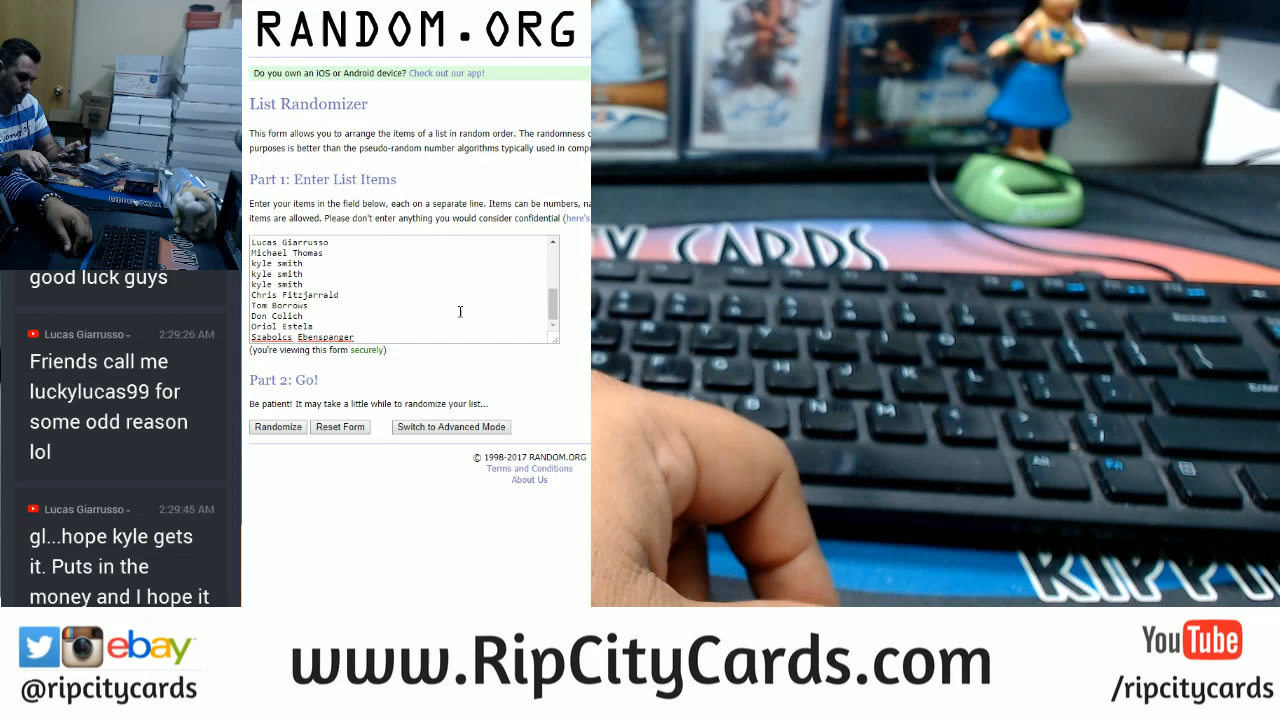 good luck guys
Lucas Giarrusso - 2:29:26 AM
Friends call me
luckylucas99 for
some odd reason
lol
Lucas Giarrusso - 2:29:45 AM
gl...hope kyle gets
it. Puts in the
money and I hope it
RANDOM.ORG
Do you own an iOS or Android device? Check out our app!
List Randomizer
This form allows you to arrange the items of a list in random order. The randomness
purposes is better than the pseudo-random number algorithms typically used in
Part 1: Enter List Items
Enter your items in the field below, each on a separate line. Items can be numbers,
items are allowed. Please don't enter anything you would consider confidential (here's
Lucas Giarrusso
Michael Thomas
kyle smith
kyle smith
kyle smith
Chris Fitzjarrald
Tom Borrows
Don Colich
Oriol Estela
Szabolcs Ebenspanger
(you're viewing this form securely)
Part 2: Go!
Be patient! It may take a little while to randomize your list...
Randomize Reset Form Switch to Advanced Mode
© 1998-2017 RANDOM.ORG
Terms and Conditions
About Us
Y CARDS
RIPPI
ebay
@ripcitycards
www.RipCityCards.com
YouTube
/ripcitycards